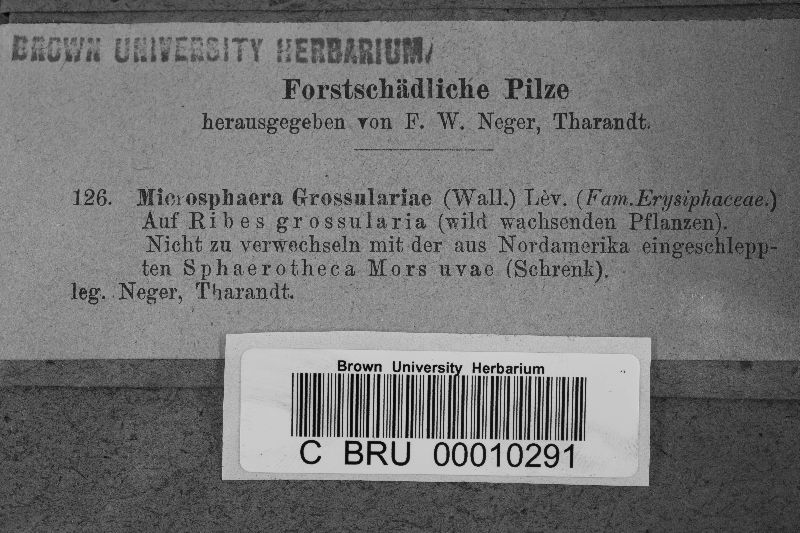 BROWN UNIVERSITY HERBARIUM
Forstschädliche Pilze
herausgegeben von F. W. Neger, Tharandt.
126. Microsphaera Grossulariae (Wall.) Lèv. (Fam.Erysiphaceae.)
Auf Ribes grossularia (wild wachsenden Pflanzen).
Nicht zu verwechseln mit der aus Nordamerika eingeschlepp-
ten Sphaerotheca Mors uvae (Schrenk).
leg. Neger, Tharandt.
Brown University Herbarium
C BRU 00010291